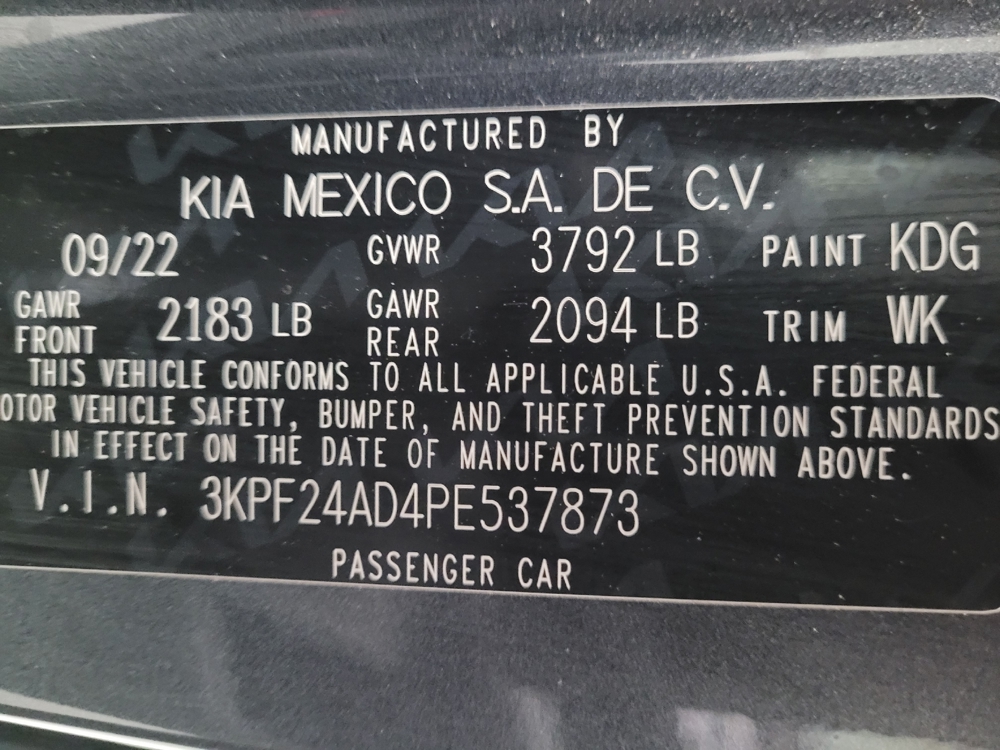 MANUFACTURED BY
KIA MEXICO S.A. DE C.V.
09/22 GVWR 3792 LB PAINT KDG
GAWR FRONT 2183 LB GAWR REAR 2094 LB TRIM WK
THIS VEHICLE CONFORMS TO ALL APPLICABLE U.S.A. FEDERAL
OTOR VEHICLE SAFETY, BUMPER, AND THEFT PREVENTION STANDARDS
IN EFFECT ON THE DATE OF MANUFACTURE SHOWN ABOVE.
V.I.N. 3KPF24AD4PE537873
PASSENGER CAR